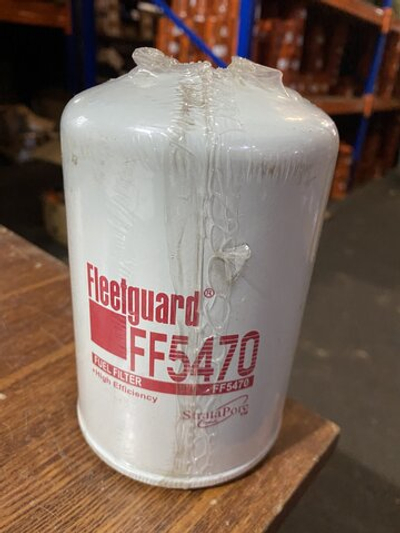 Fleetguard®
FF5470
FUEL FILTER
•FF5470
•High Efficiency
StrataPore